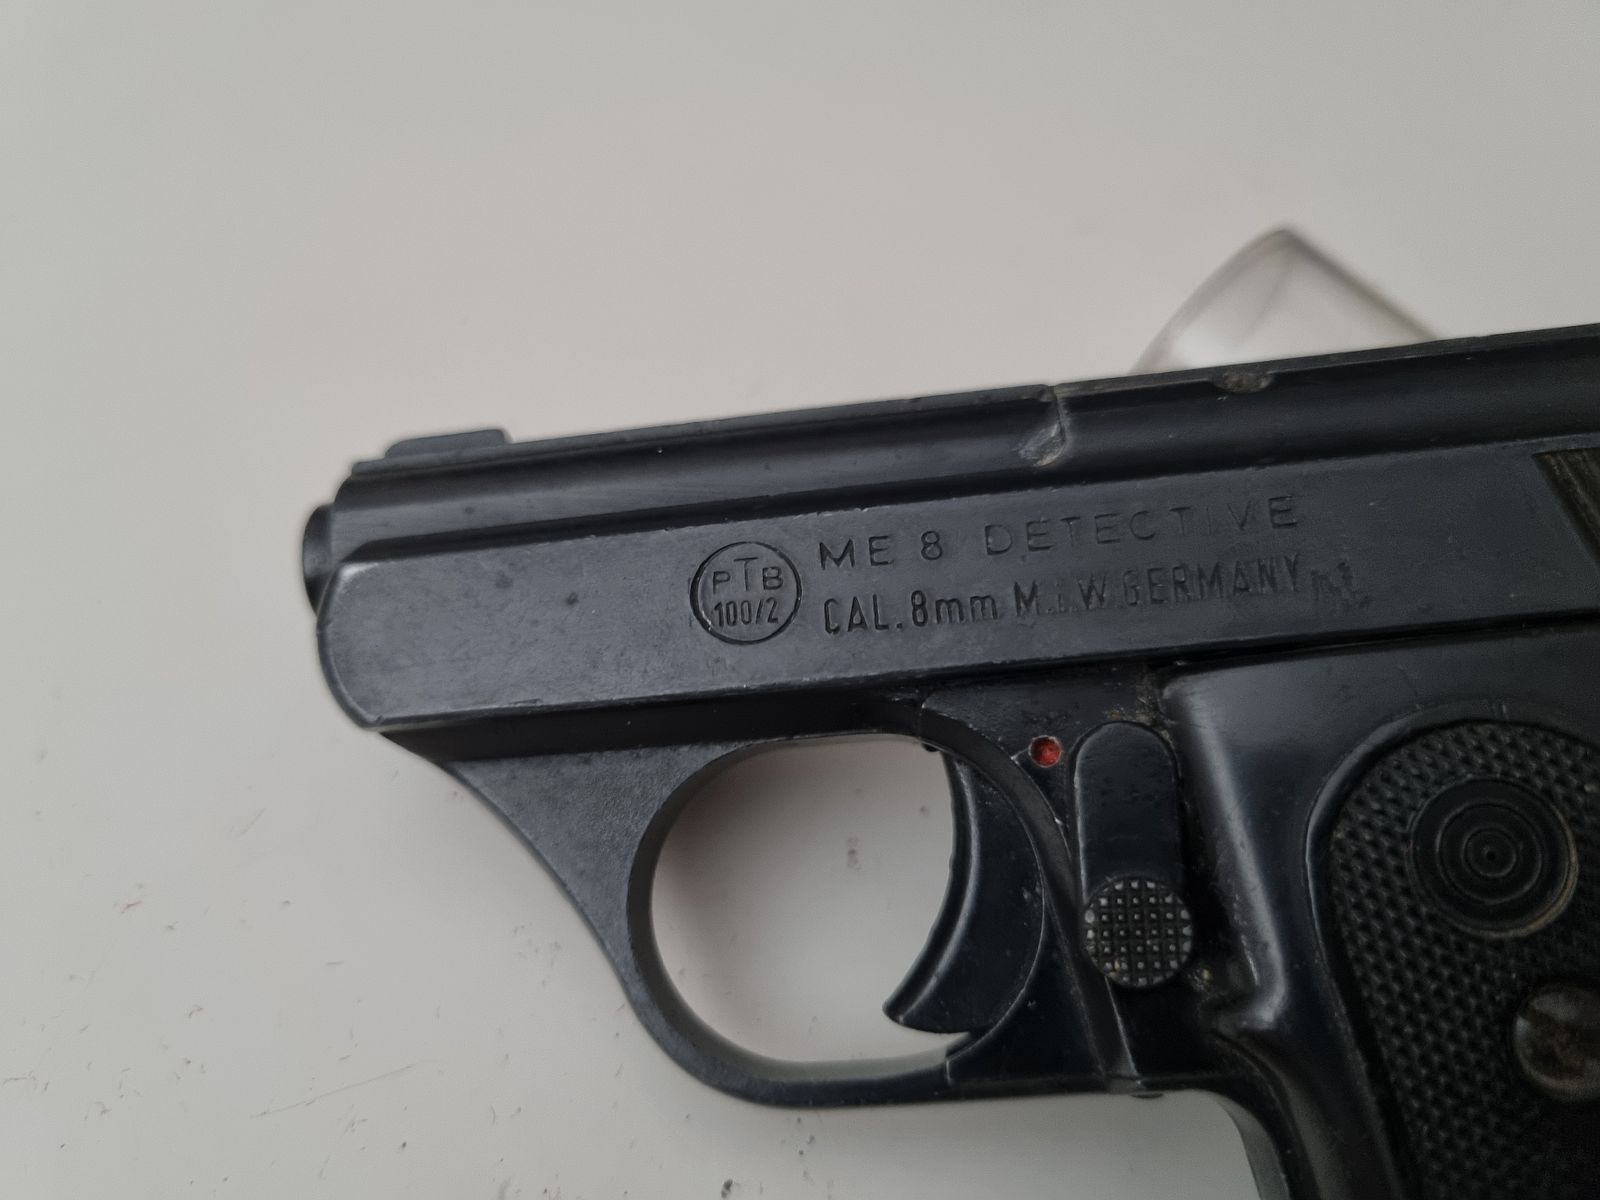 PTB
100/2
ME 8 DETECTIVE
CAL. 8mm M.I.W. GERMANY